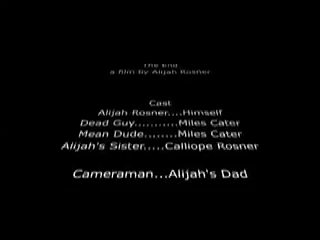 The End
a film by Alijah Rosner
Cast
Alijah Rosner....Himself
Dead Guy...........Miles Cater
Mean Dude........Miles Cater
Alijah's Sister.....Calliope Rosner
Cameraman...Alijah's Dad